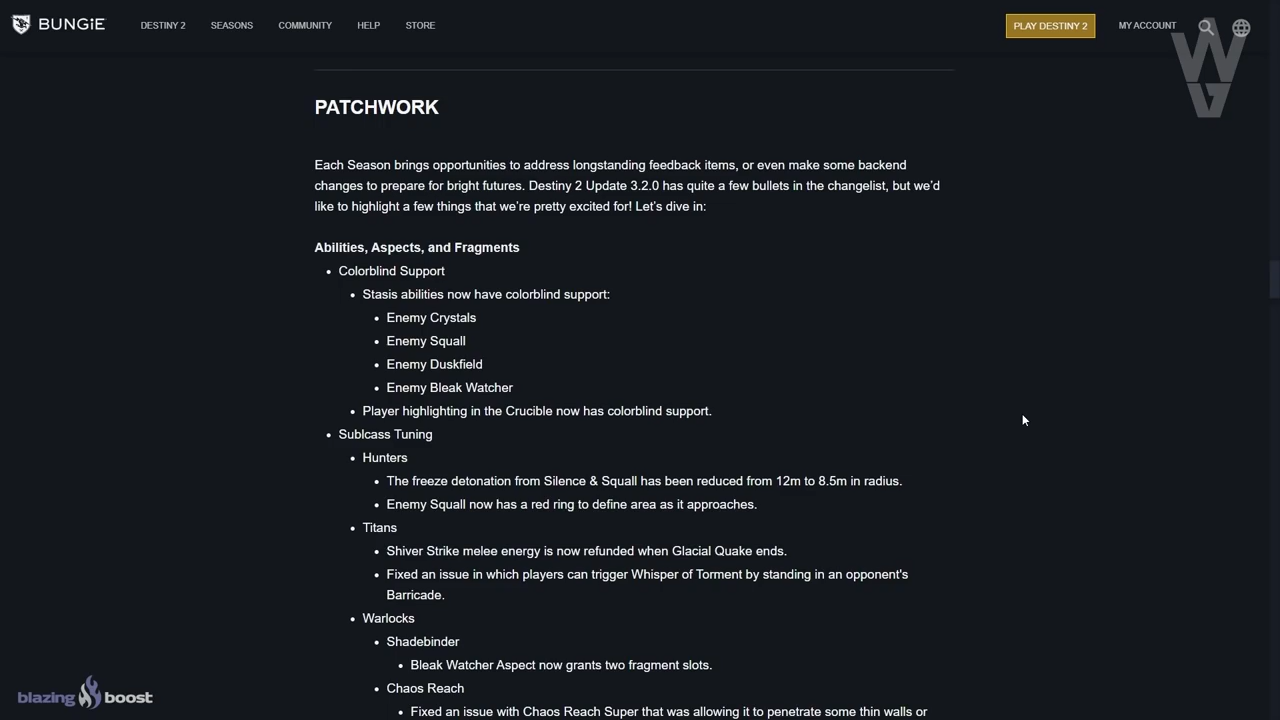 BUNGiE
DESTINY 2
SEASONS
COMMUNITY
HELP
STORE
PLAY DESTINY 2
MY ACCOUNT
PATCHWORK
Each Season brings opportunities to address longstanding feedback items, or even make some backend
changes to prepare for bright futures. Destiny 2 Update 3.2.0 has quite a few bullets in the changelist, but we'd
like to highlight a few things that we're pretty excited for! Let's dive in:
Abilities, Aspects, and Fragments
Colorblind Support
Stasis abilities now have colorblind support:
Enemy Crystals
Enemy Squall
Enemy Duskfield
Enemy Bleak Watcher
Player highlighting in the Crucible now has colorblind support.
Sublcass Tuning
Hunters
The freeze detonation from Silence & Squall has been reduced from 12m to 8.5m in radius.
Enemy Squall now has a red ring to define area as it approaches.
Titans
Shiver Strike melee energy is now refunded when Glacial Quake ends.
Fixed an issue in which players can trigger Whisper of Torment by standing in an opponent's
Barricade.
Warlocks
Shadebinder
Bleak Watcher Aspect now grants two fragment slots.
Chaos Reach
Fixed an issue with Chaos Reach Super that was allowing it to penetrate some thin walls or
blazing boost